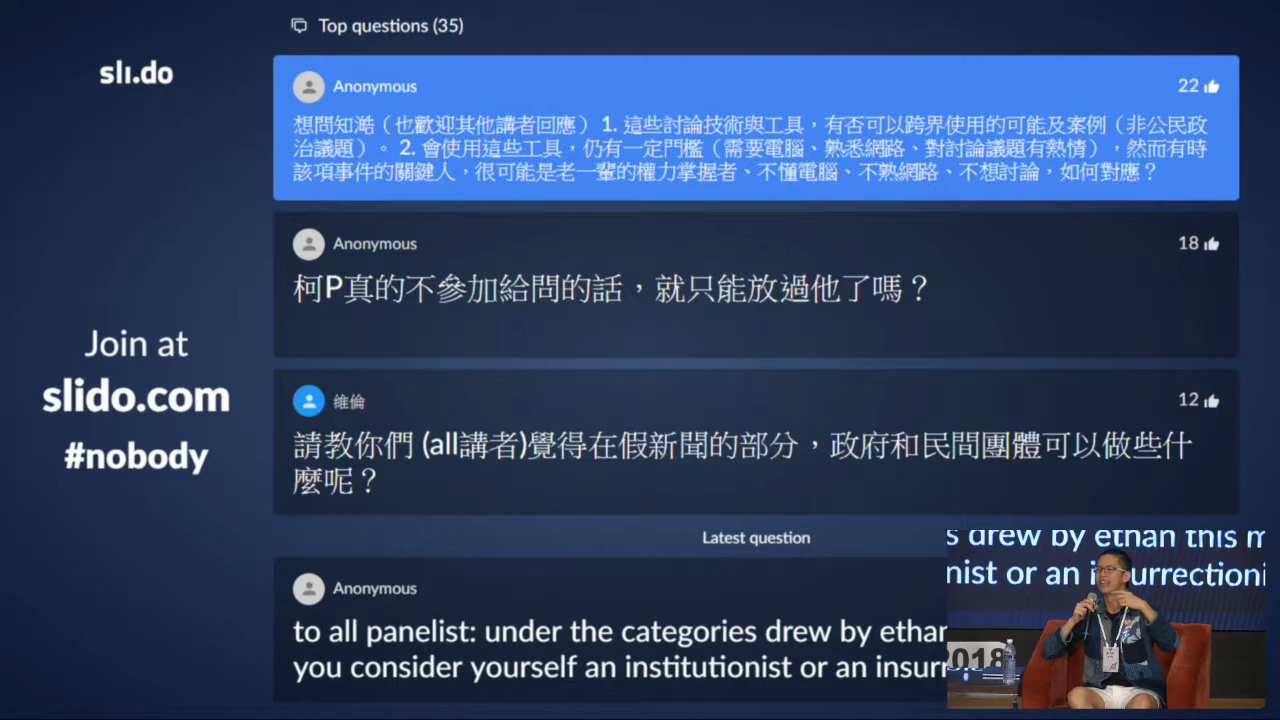 Top questions (35)
sli.do
Anonymous
22
想問知澔（也歡迎其他講者回應） 1. 這些討論技術與工具，有否可以跨界使用的可能及案例（非公民政
治議題）。 2. 會使用這些工具，仍有一定門檻（需要電腦、熟悉網路、對討論議題有熱情），然而有時
該項事件的關鍵人，很可能是老一輩的權力掌握者、不懂電腦、不熟網路、不想討論，如何對應？
Anonymous
18
柯P真的不參加給問的話，就只能放過他了嗎？
Join at
slido.com
#nobody
維倫
12
請教你們 (all講者)覺得在假新聞的部分，政府和民間團體可以做些什
麼呢？
Latest question
Anonymous
to all panelist: under the categories drew by ethan
you consider yourself an institutionist or an insurr
s drew by ethan this m
nist or an i urrectioni
2018